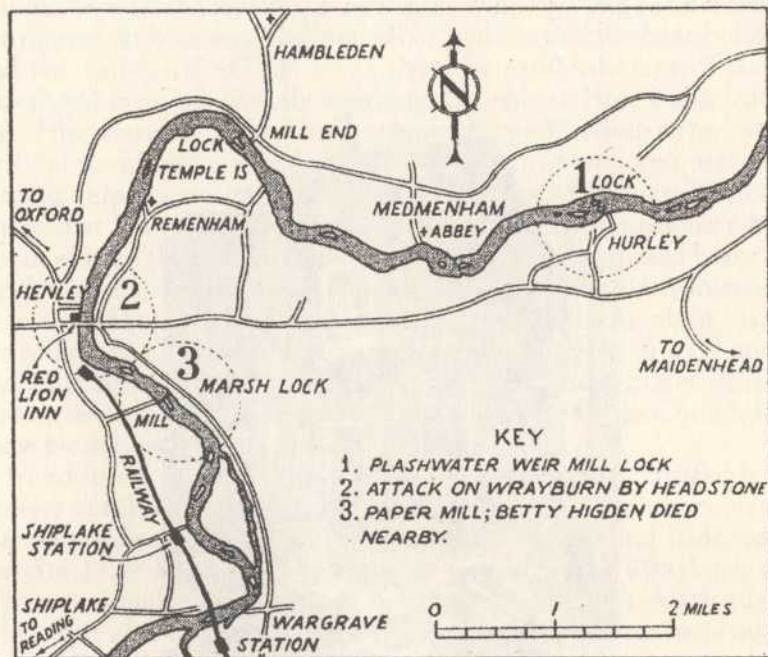 HAMBLEDEN
N
LOCK
MILL END
TEMPLE IS
TO
OXFORD
REMENHAM
MEDMENHAM
ABBEY
1
LOCK
HURLEY
HENLEY
2
RED
LION
INN
3
MARSH LOCK
MILL
TO
MAIDENHEAD
RAILWAY
KEY
1. PLASHWATER WEIR MILL LOCK
2. ATTACK ON WRAYBURN BY HEADSTONE
3. PAPER MILL; BETTY HIGDEN DIED
NEARBY.
SHIPLAKE
STATION
SHIPLAKE
TO
READING
WARGRAVE
STATION
0 1 2 MILES